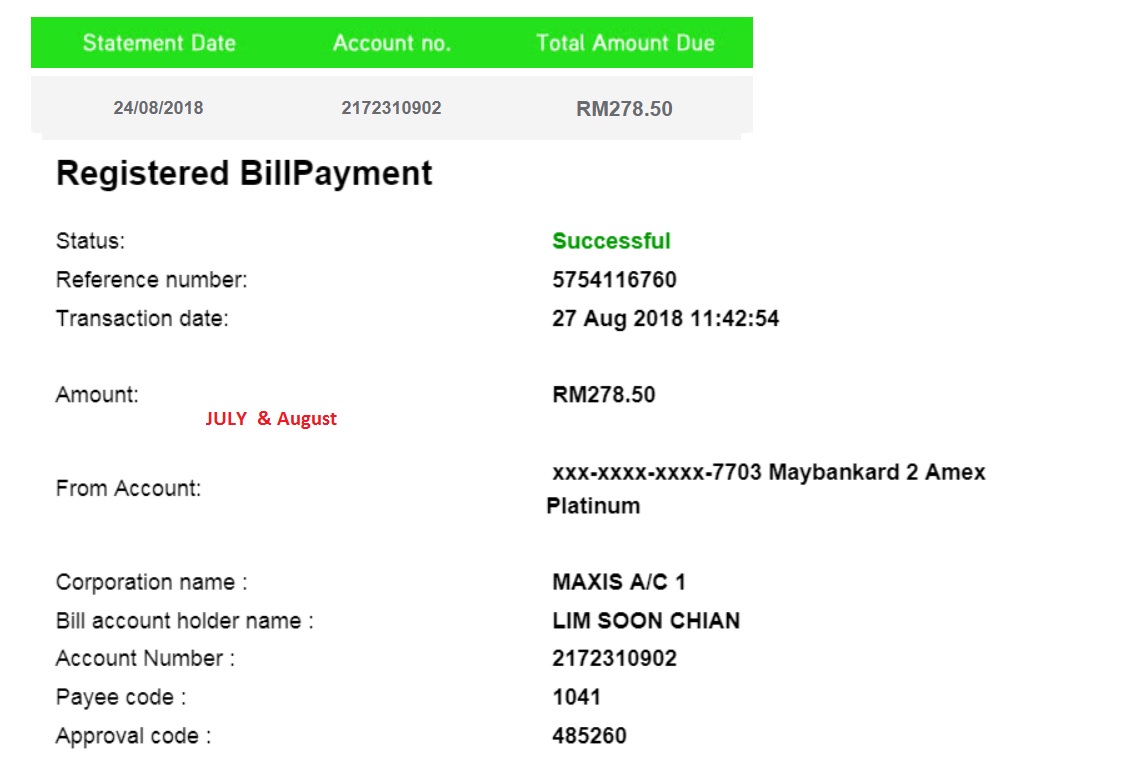 Statement Date Account no. Total Amount Due
24/08/2018 2172310902 RM278.50
Registered BillPayment
Status: Successful
Reference number: 5754116760
Transaction date: 27 Aug 2018 11:42:54
Amount: RM278.50
JULY & August
From Account: xxx-xxxx-xxxx-7703 Maybankard 2 Amex
Platinum
Corporation name : MAXIS A/C 1
Bill account holder name : LIM SOON CHIAN
Account Number : 2172310902
Payee code : 1041
Approval code : 485260